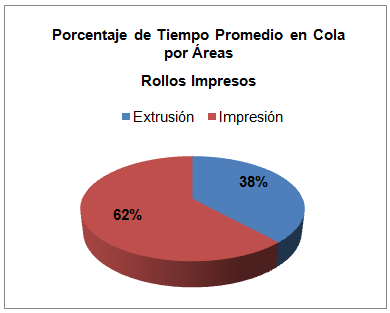 Porcentaje de Tiempo Promedio en Cola
por Áreas
Rollos Impresos
Extrusión Impresión
38%
62%